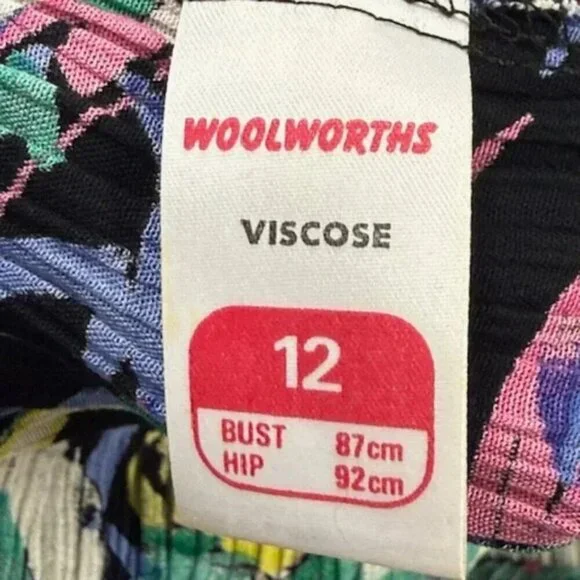 WOOLWORTHS
VISCOSE
12
BUST 87cm
HIP 92cm